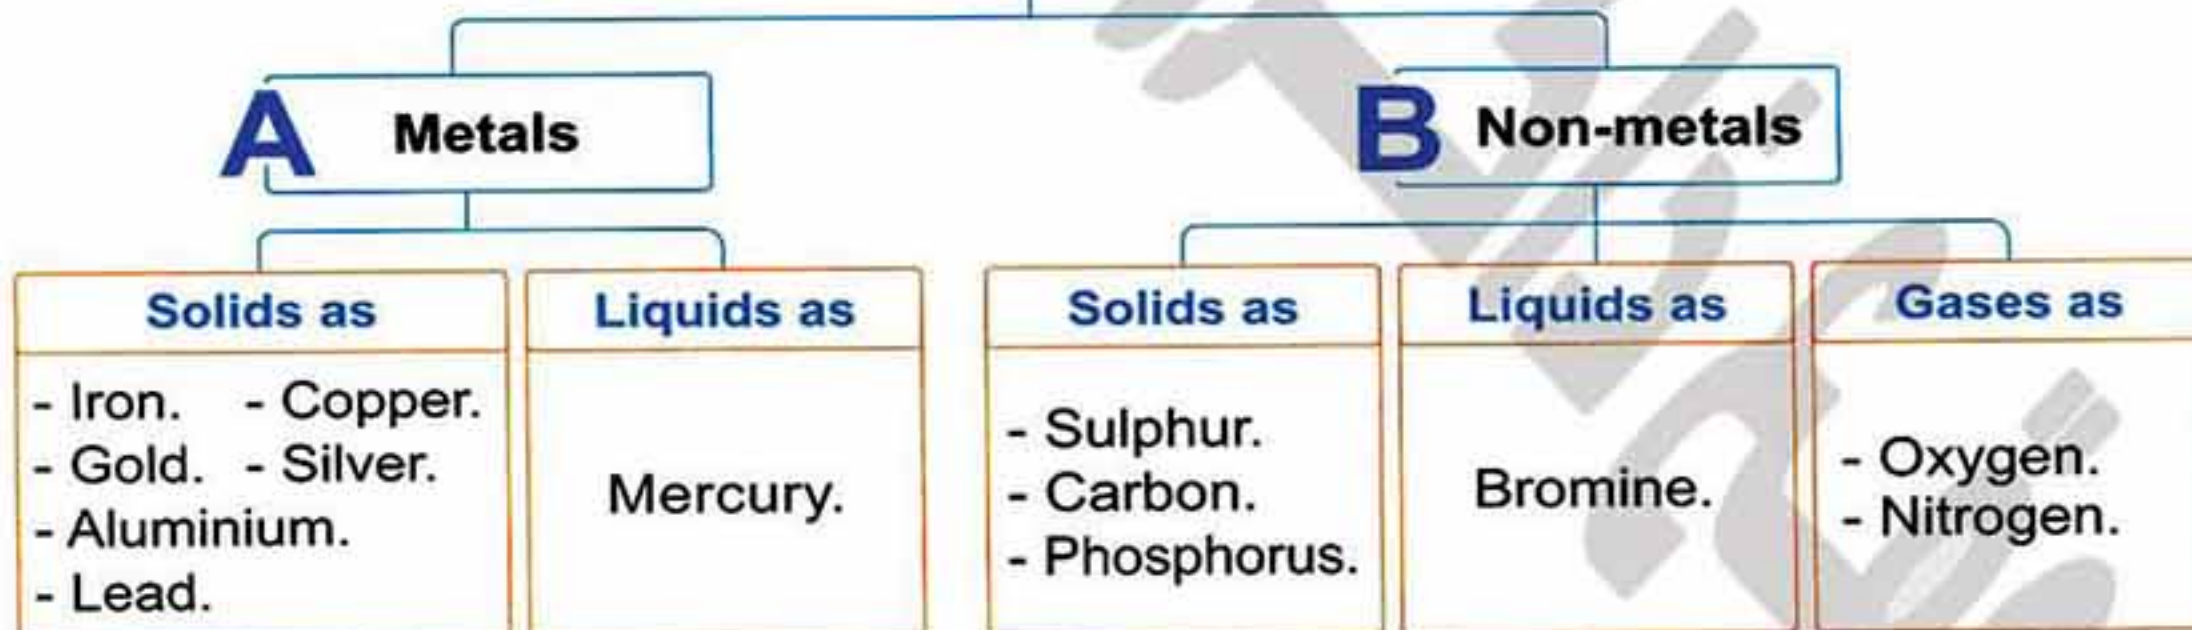 A Metals
B Non-metals
Solids as
- Iron. - Copper.
- Gold. - Silver.
- Aluminium.
- Lead.
Liquids as
Mercury.
Solids as
- Sulphur.
- Carbon.
- Phosphorus.
Liquids as
Bromine.
Gases as
- Oxygen.
- Nitrogen.